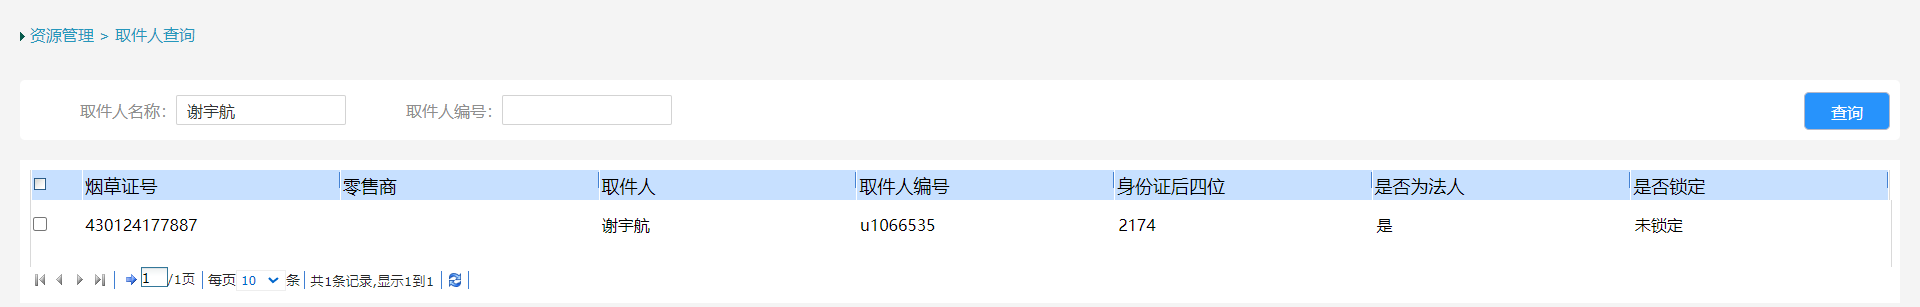 资源管理 > 取件人查询
取件人名称： 谢宇航 取件人编号： 查询
烟草证号 零售商 取件人 取件人编号 身份证后四位 是否为法人 是否锁定
430124177887 谢宇航 u1066535 2174 是 未锁定
1 /1页 每页 10 条 共1条记录,显示1到1